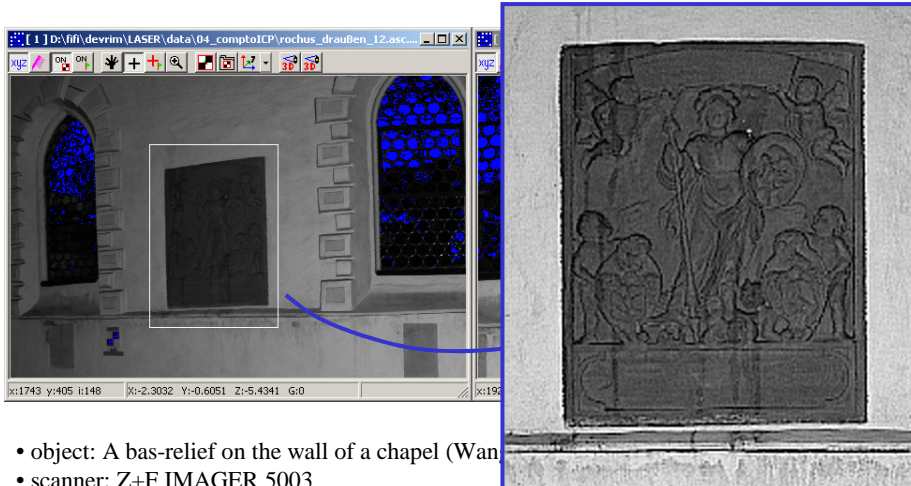 [ 1 ] D:\fifi\devrim\LASER\data\04_comptoICP\rochus_draußen_12.asc....
xyz ON ON 3D 3D
xyz
x:1743 y:405 i:148 X:-2.3032 Y:-0.6051 Z:-5.4341 G:0
x:192
• object: A bas-relief on the wall of a chapel (Wan
• scanner: Z+F IMAGER 5003